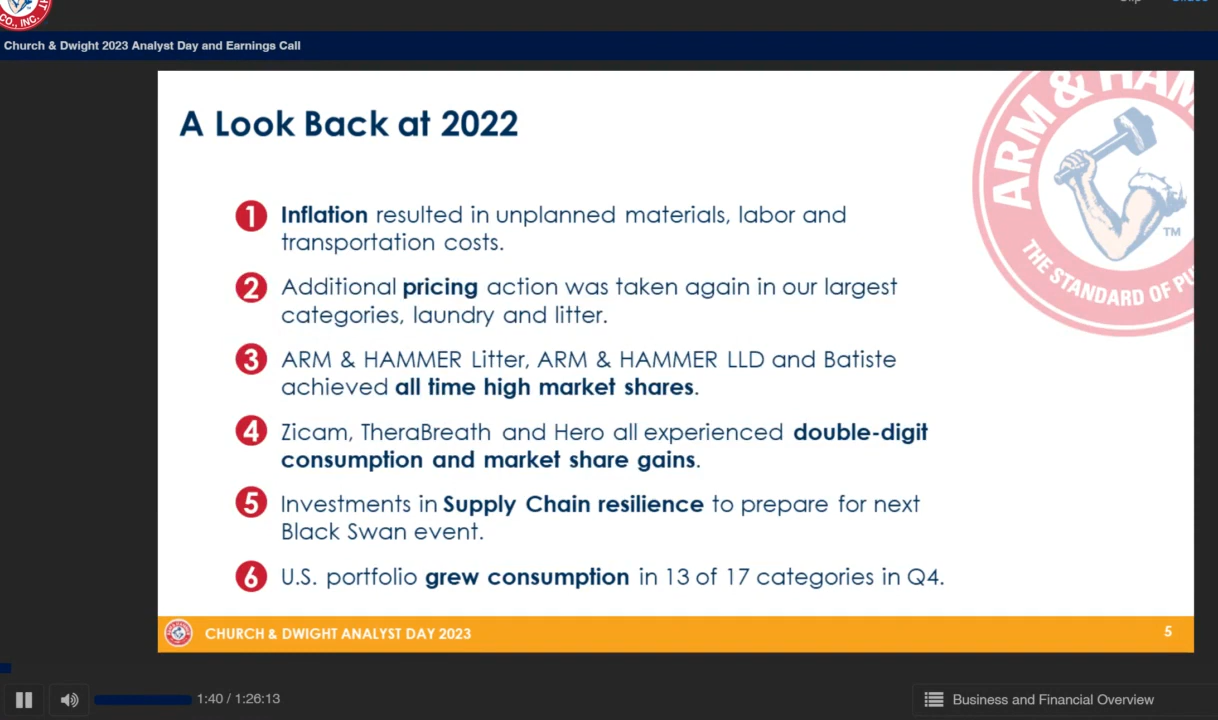 CO., INC.
Church & Dwight 2023 Analyst Day and Earnings Call
A Look Back at 2022
ARM & HAM
THE STANDARD OF PU
TM
1 Inflation resulted in unplanned materials, labor and
transportation costs.
2 Additional pricing action was taken again in our largest
categories, laundry and litter.
3 ARM & HAMMER Litter, ARM & HAMMER LLD and Batiste
achieved all time high market shares.
4 Zicam, TheraBreath and Hero all experienced double-digit
consumption and market share gains.
5 Investments in Supply Chain resilience to prepare for next
Black Swan event.
6 U.S. portfolio grew consumption in 13 of 17 categories in Q4.
CHURCH & DWIGHT ANALYST DAY 2023
5
1:40 / 1:26:13
Business and Financial Overview